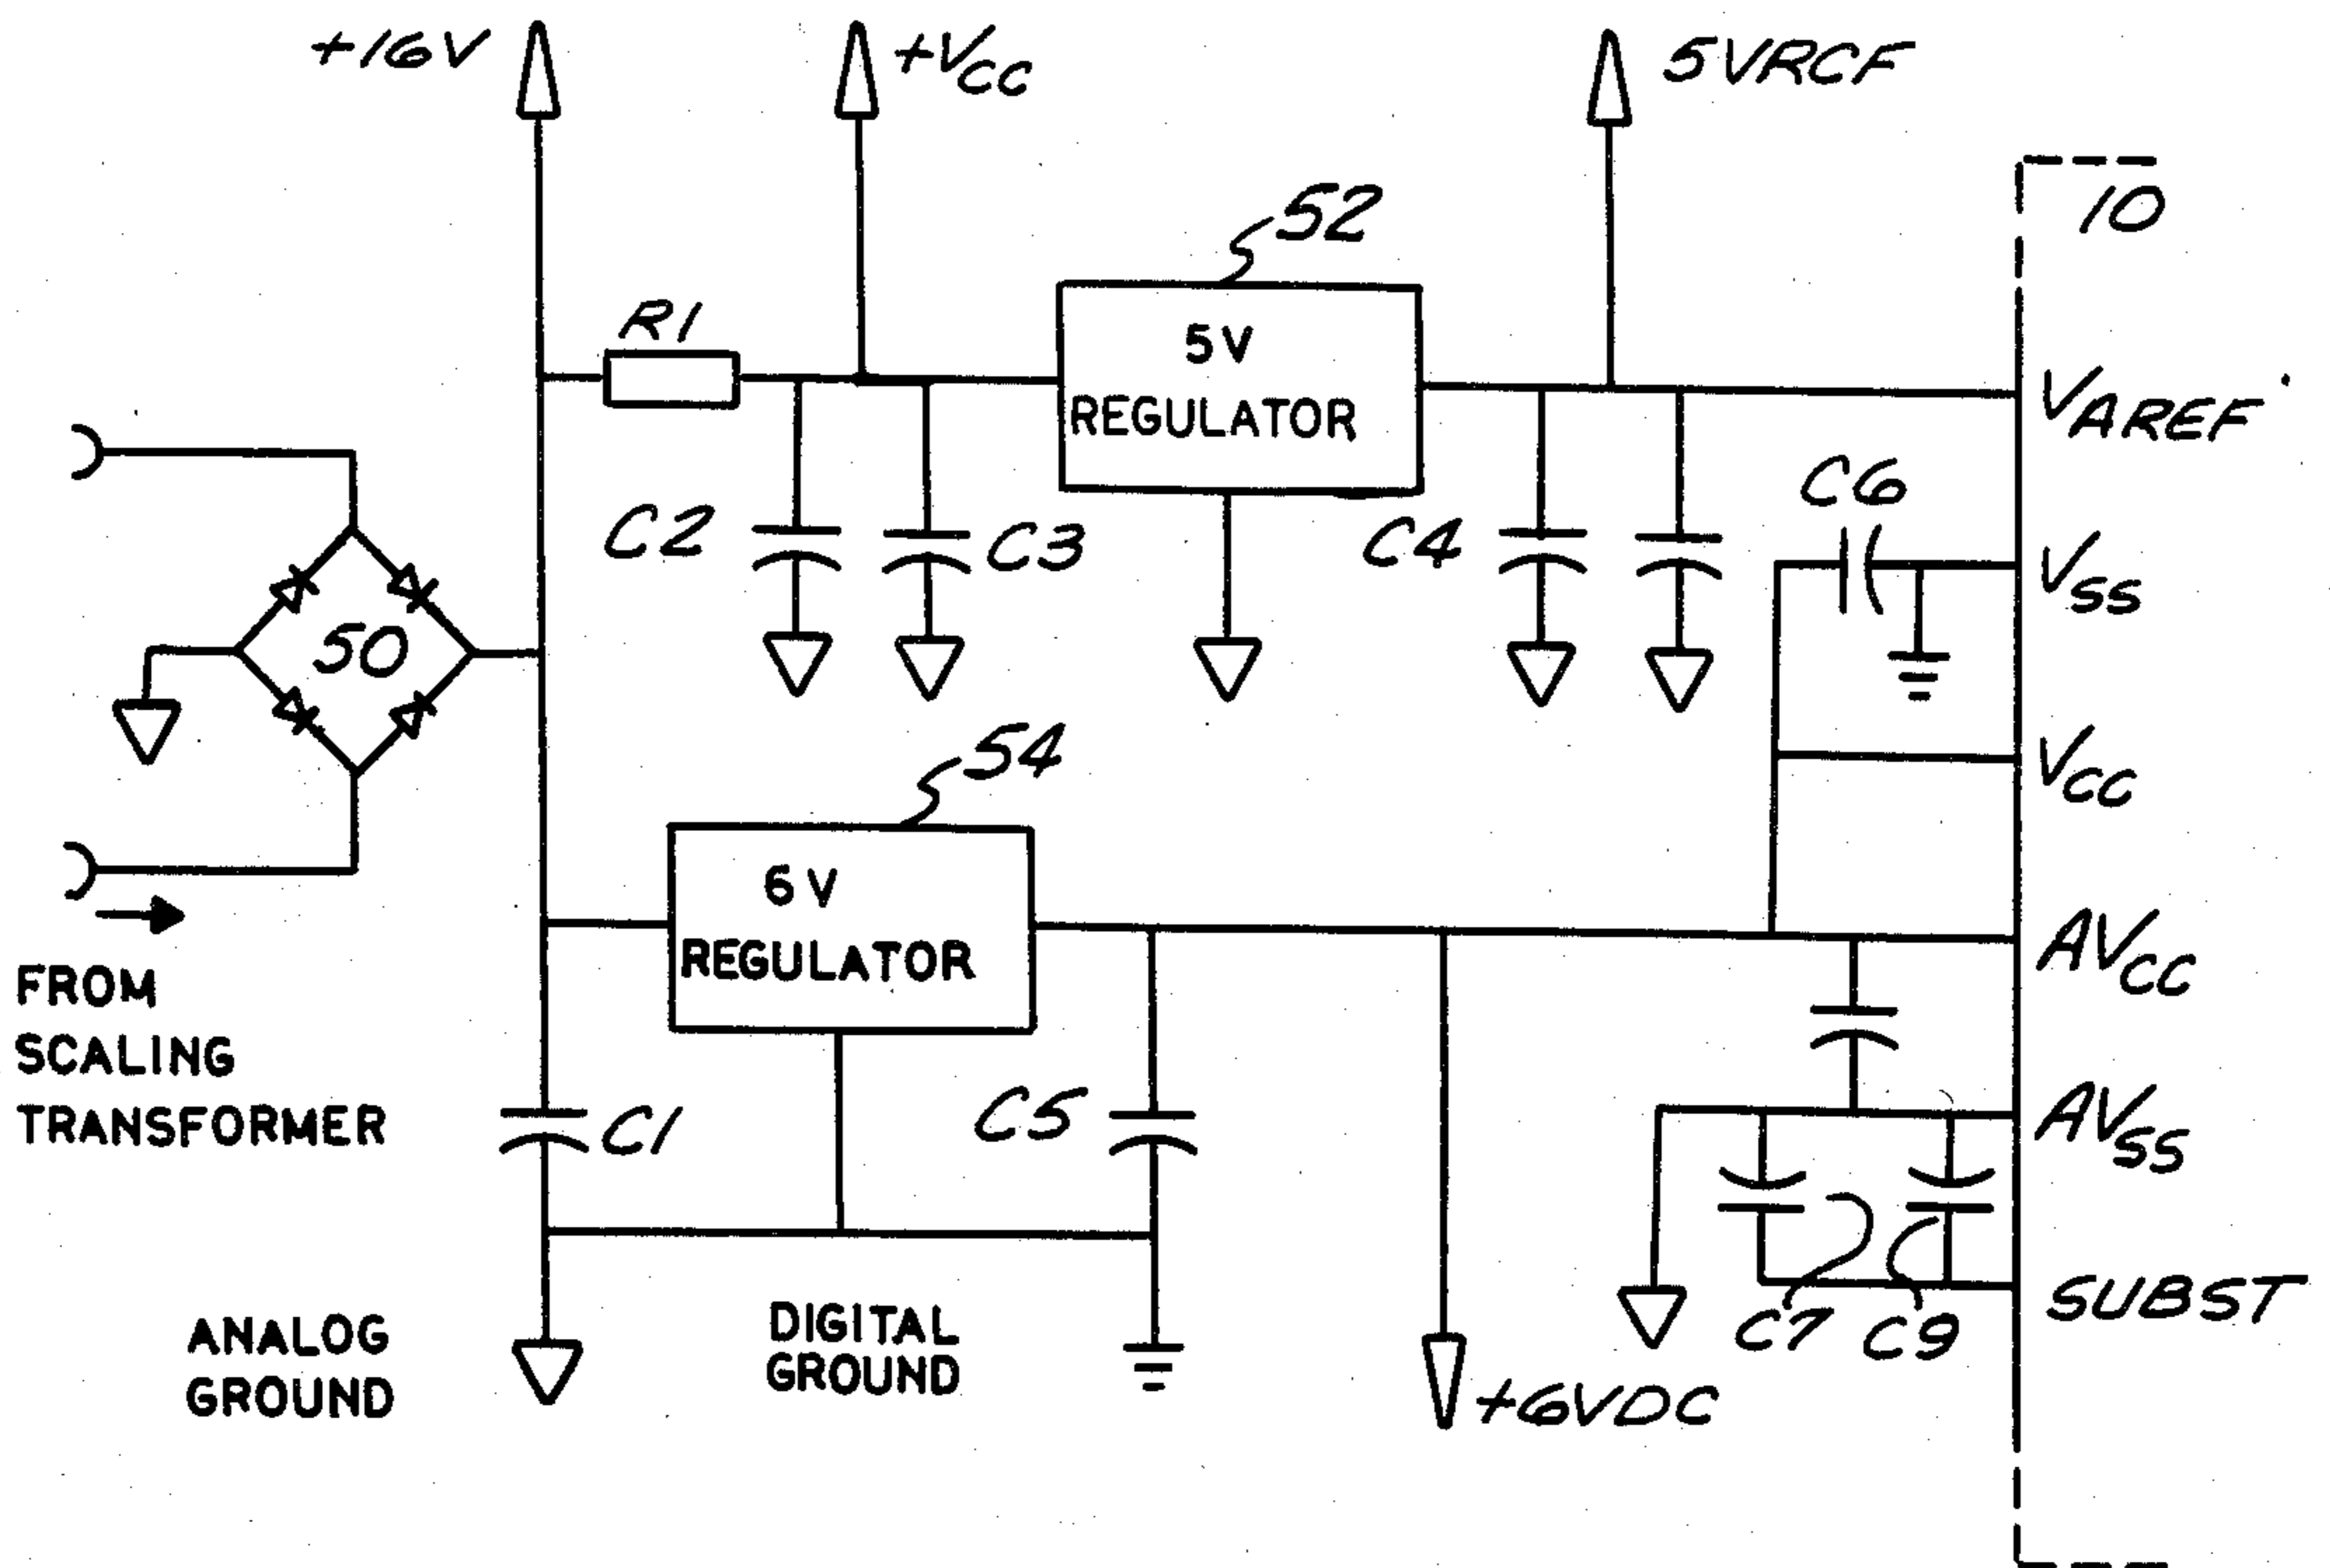 +16V
+VCC
5VRCF
10
52
R1
5V
REGULATOR
VAREF
C2
C3
C4
C6
VSS
50
54
VCC
6V
REGULATOR
AVCC
FROM
SCALING
TRANSFORMER
C1
C5
AVSS
SUBST
C7
C9
ANALOG
GROUND
DIGITAL
GROUND
+6VDC